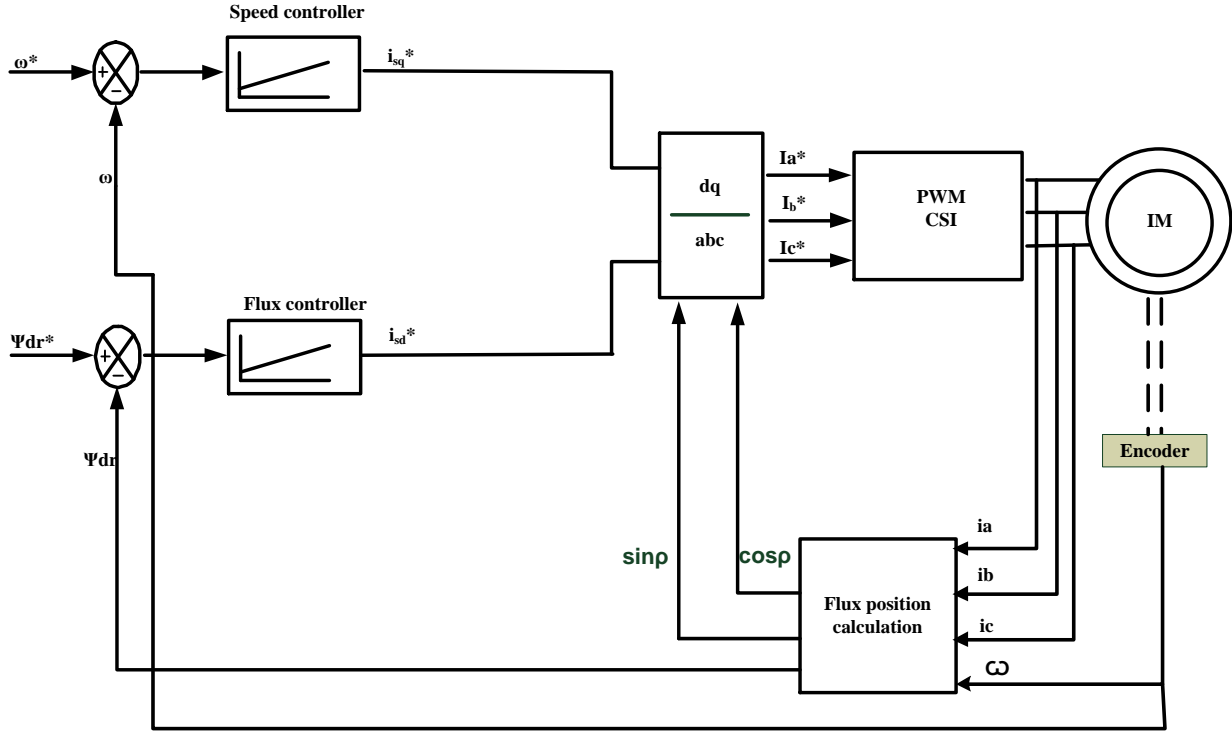 Speed controller
ω*
+
−
isq*
ω
dq
abc
Ia*
Ib*
Ic*
PWM
CSI
IM
Flux controller
Ψdr*
+
−
isd*
Ψdr
Encoder
sinρ
cosρ
Flux position
calculation
ia
ib
ic
ω